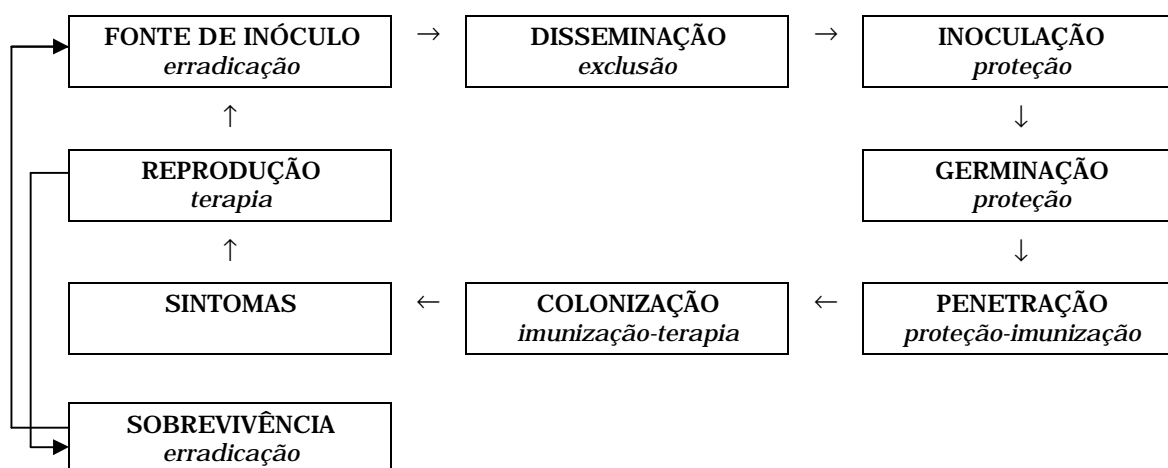 FONTE DE INÓCULO → DISSEMINAÇÃO → INOCULAÇÃO
erradicação exclusão proteção
↑ ↓
REPRODUÇÃO GERMINAÇÃO
terapia proteção
↑ ↓
SINTOMAS ← COLONIZAÇÃO ← PENETRAÇÃO
imunização-terapia proteção-imunização
SOBREVIVÊNCIA
erradicação